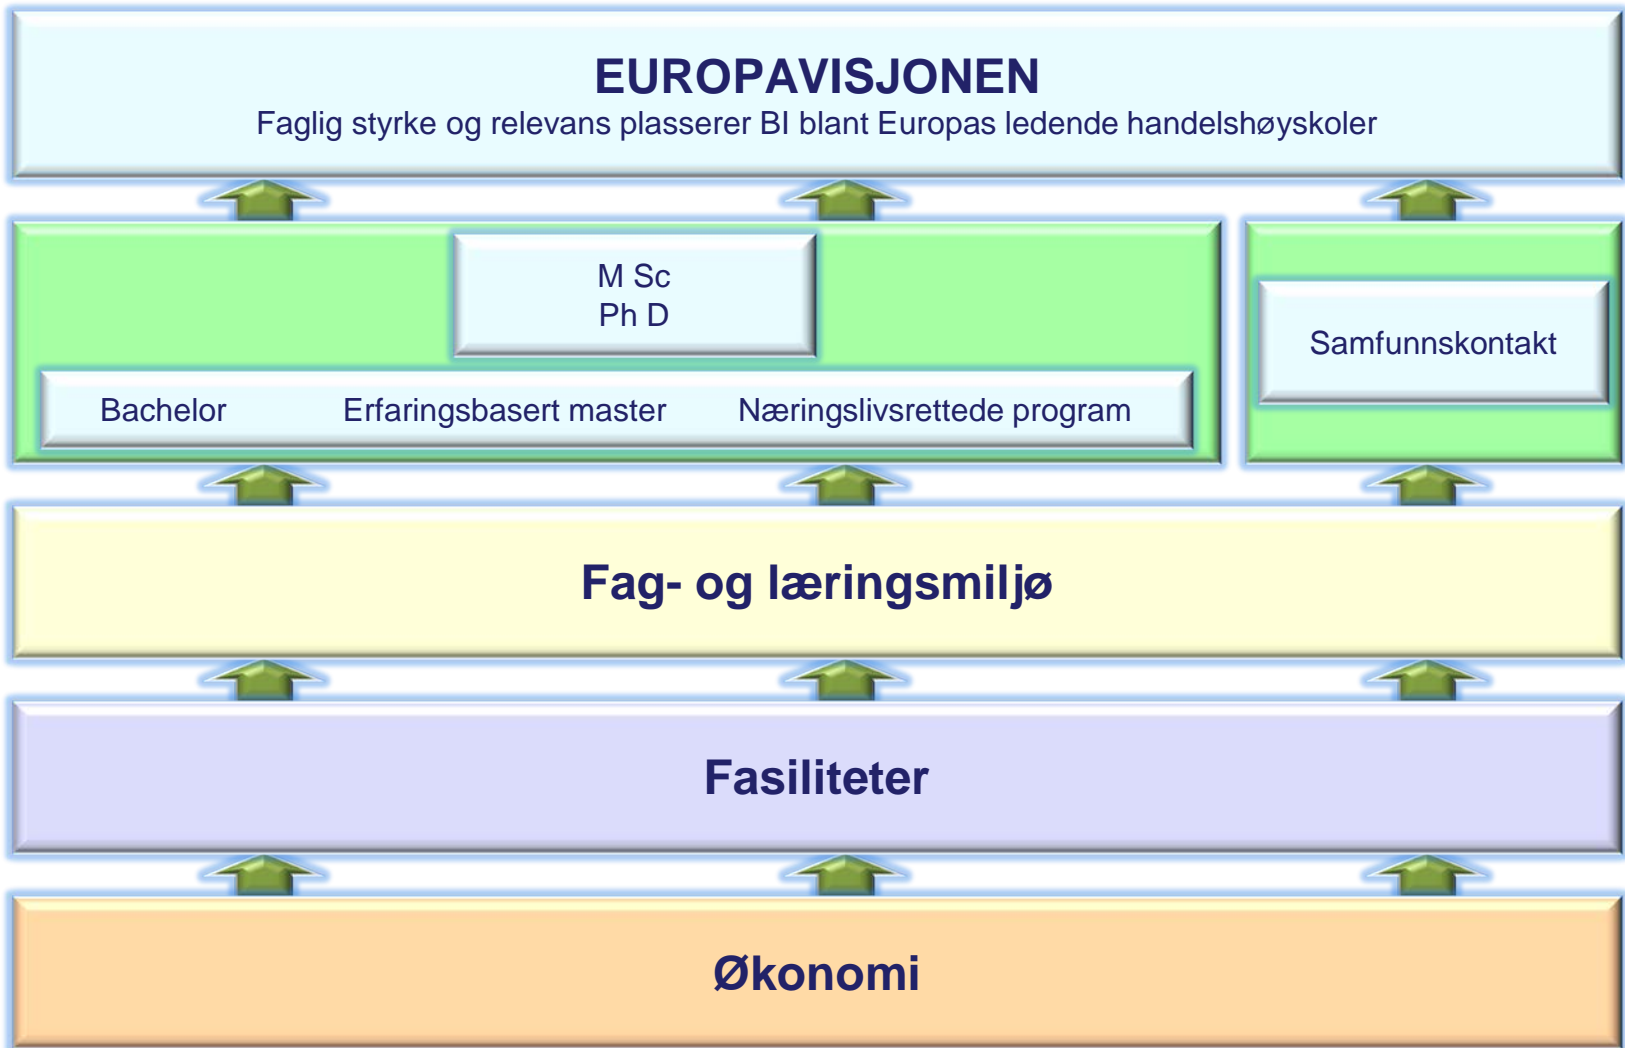 EUROPAVISJONEN
Faglig styrke og relevans plasserer BI blant Europas ledende handelshøyskoler
M Sc
Ph D
Bachelor Erfaringsbasert master Næringslivsrettede program
Samfunnskontakt
Fag- og læringsmiljø
Fasiliteter
Økonomi